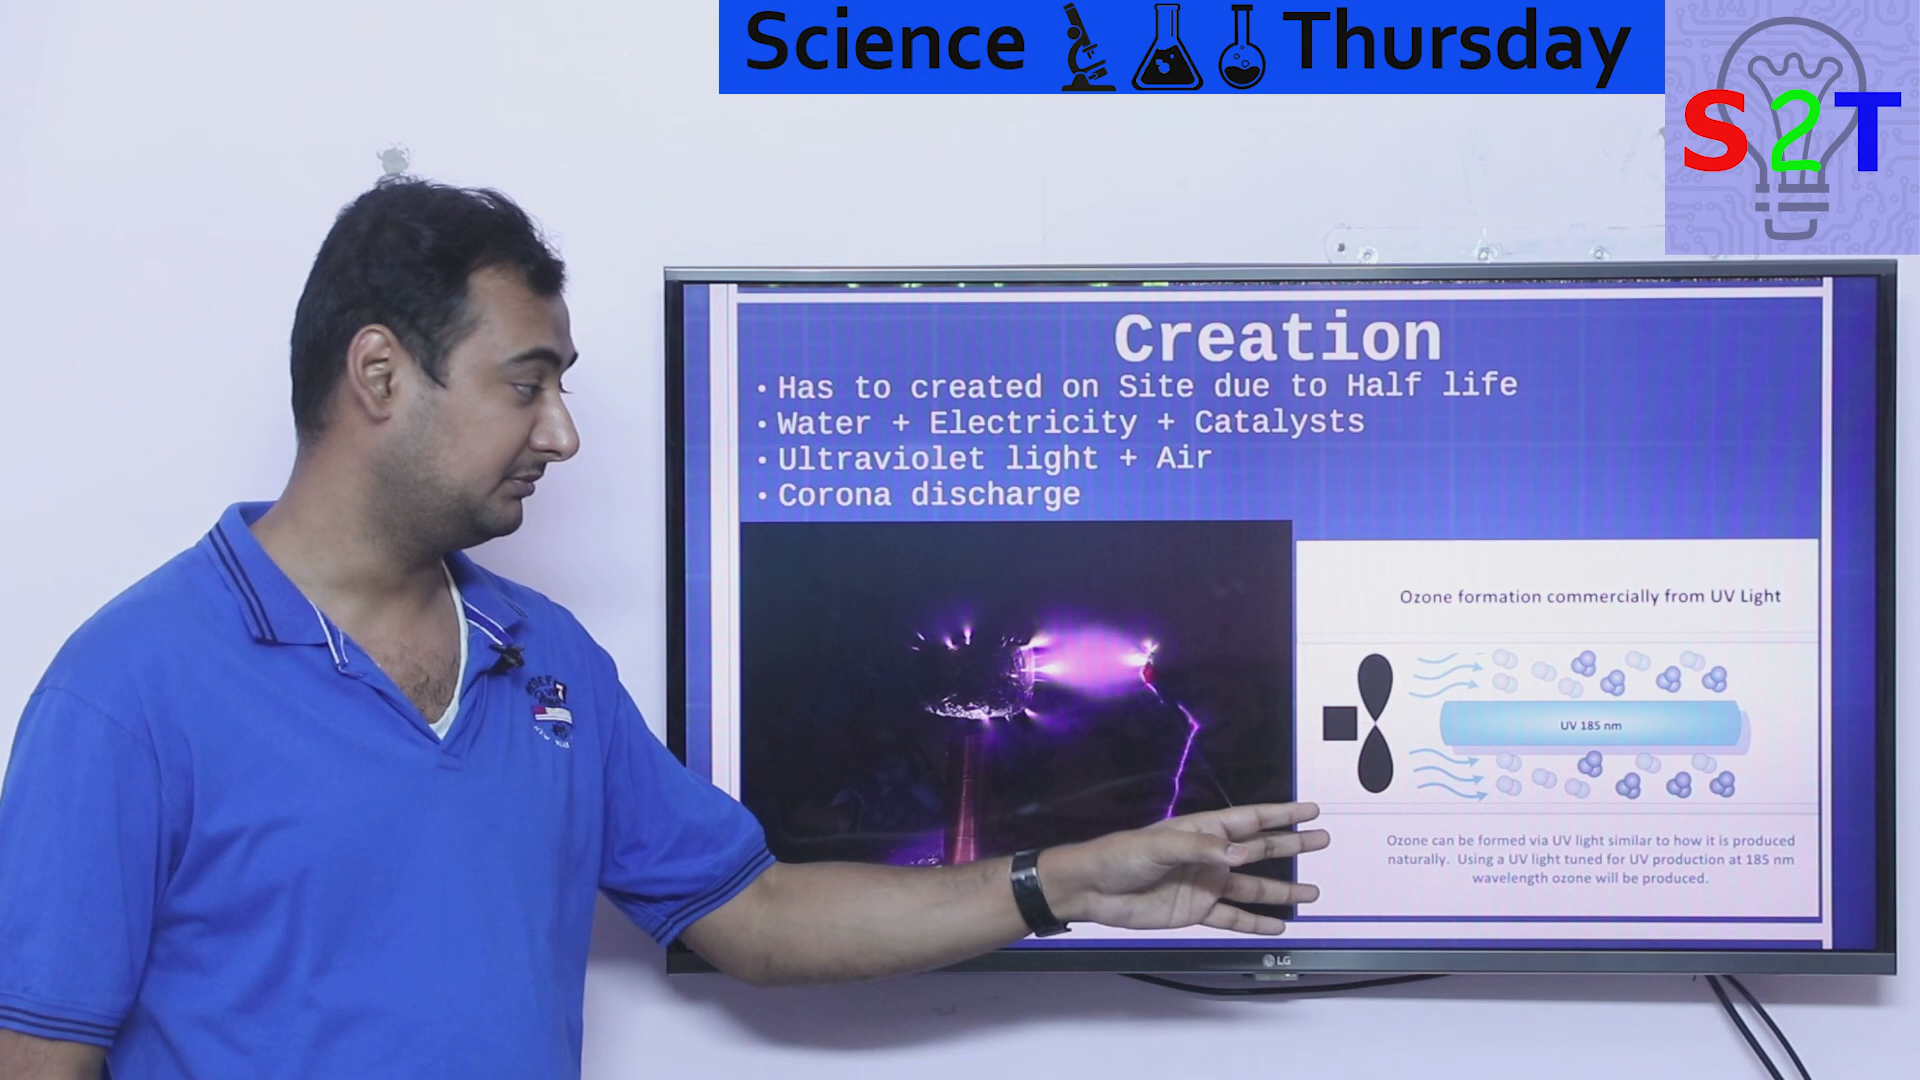 Science Thursday
S2T
Creation
• Has to created on Site due to Half life
• Water + Electricity + Catalysts
• Ultraviolet light + Air
• Corona discharge
Ozone formation commercially from UV Light
UV 185 nm
Ozone can be formed via UV light similar to how it is produced
naturally. Using a UV light tuned for UV production at 185 nm
wavelength ozone will be produced.
LG